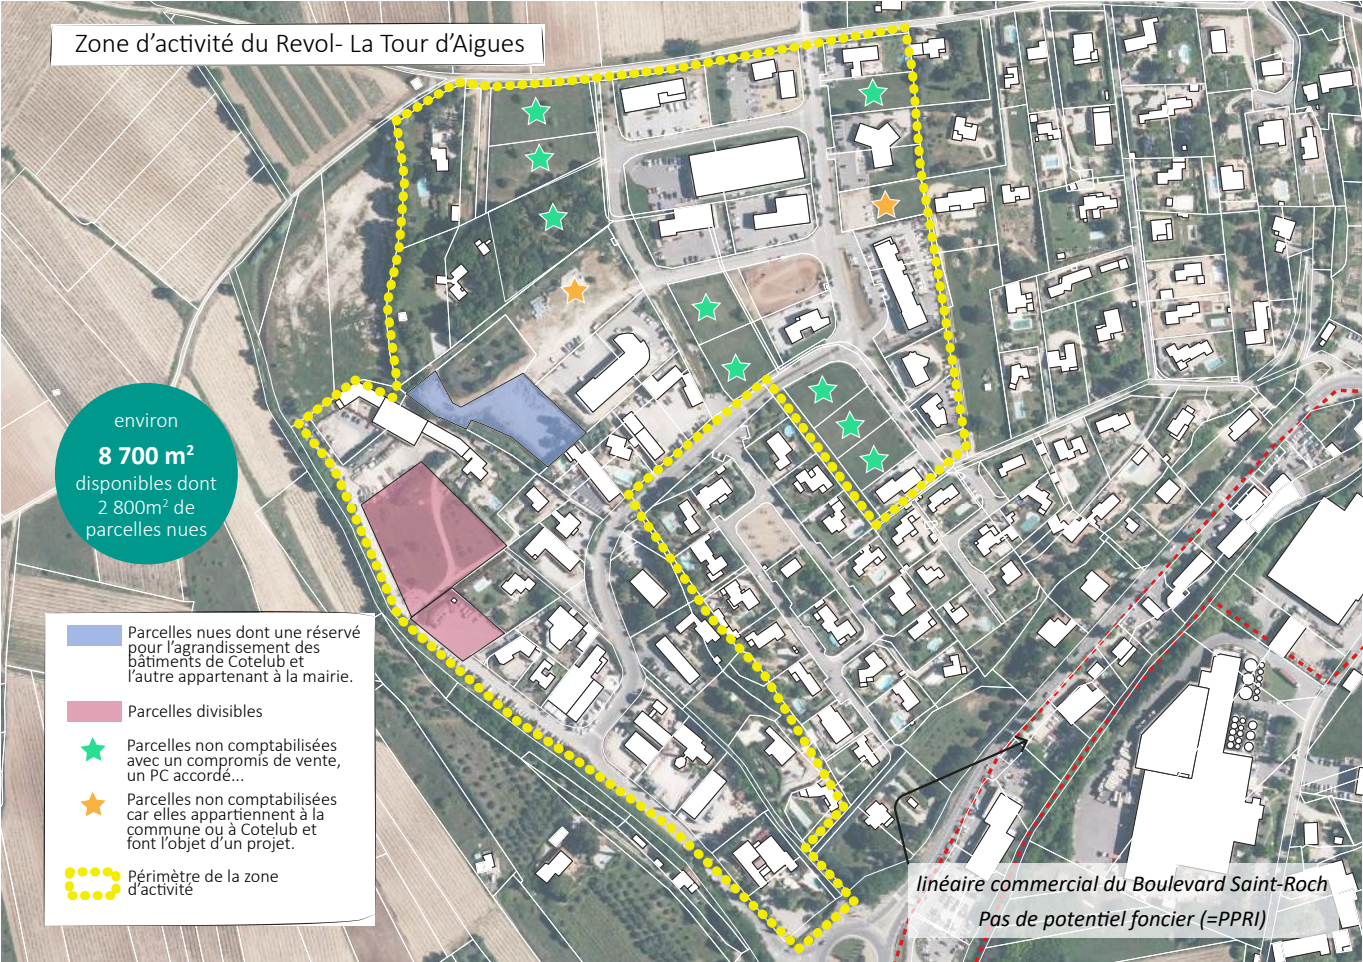 Zone d'activité du Revol- La Tour d'Aigues
environ
8 700 m²
disponibles dont
2 800m² de
parcelles nues
Parcelles nues dont une réservé
pour l'agrandissement des
bâtiments de Cotelub et
l'autre appartenant à la mairie.
Parcelles divisibles
Parcelles non comptabilisées
avec un compromis de vente,
un PC accordé...
Parcelles non comptabilisées
car elles appartiennent à la
commune ou à Cotelub et
font l'objet d'un projet.
Périmètre de la zone
d'activité
linéaire commercial du Boulevard Saint-Roch
Pas de potentiel foncier (=PPRI)